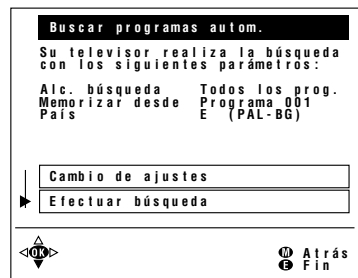 Buscar programas autom.
Su televisor realiza la búsqueda
con los siguientes parámetros:
Alc. búsqueda Todos los prog.
Memorizar desde Programa 001
País E (PAL-BG)
Cambio de ajustes
Efectuar búsqueda
OK
M Atrás
E Fin